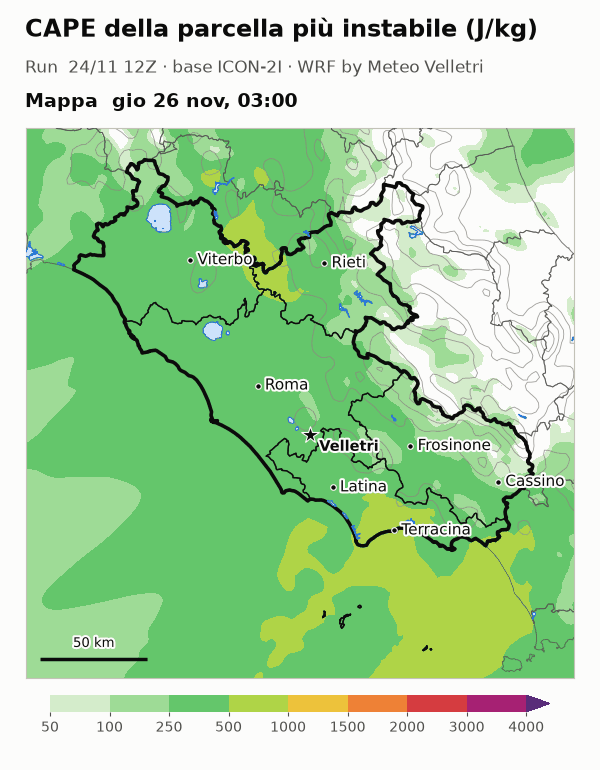 CAPE della parcella più instabile (J/kg)
Run  24/11 12Z · base ICON-2I · WRF by Meteo Velletri
Mappa  gio 26 nov, 03:00
Viterbo
Rieti
Roma
Velletri
Frosinone
Cassino
Latina
Terracina
50 km
50 100 250 500 1000 1500 2000 3000 4000